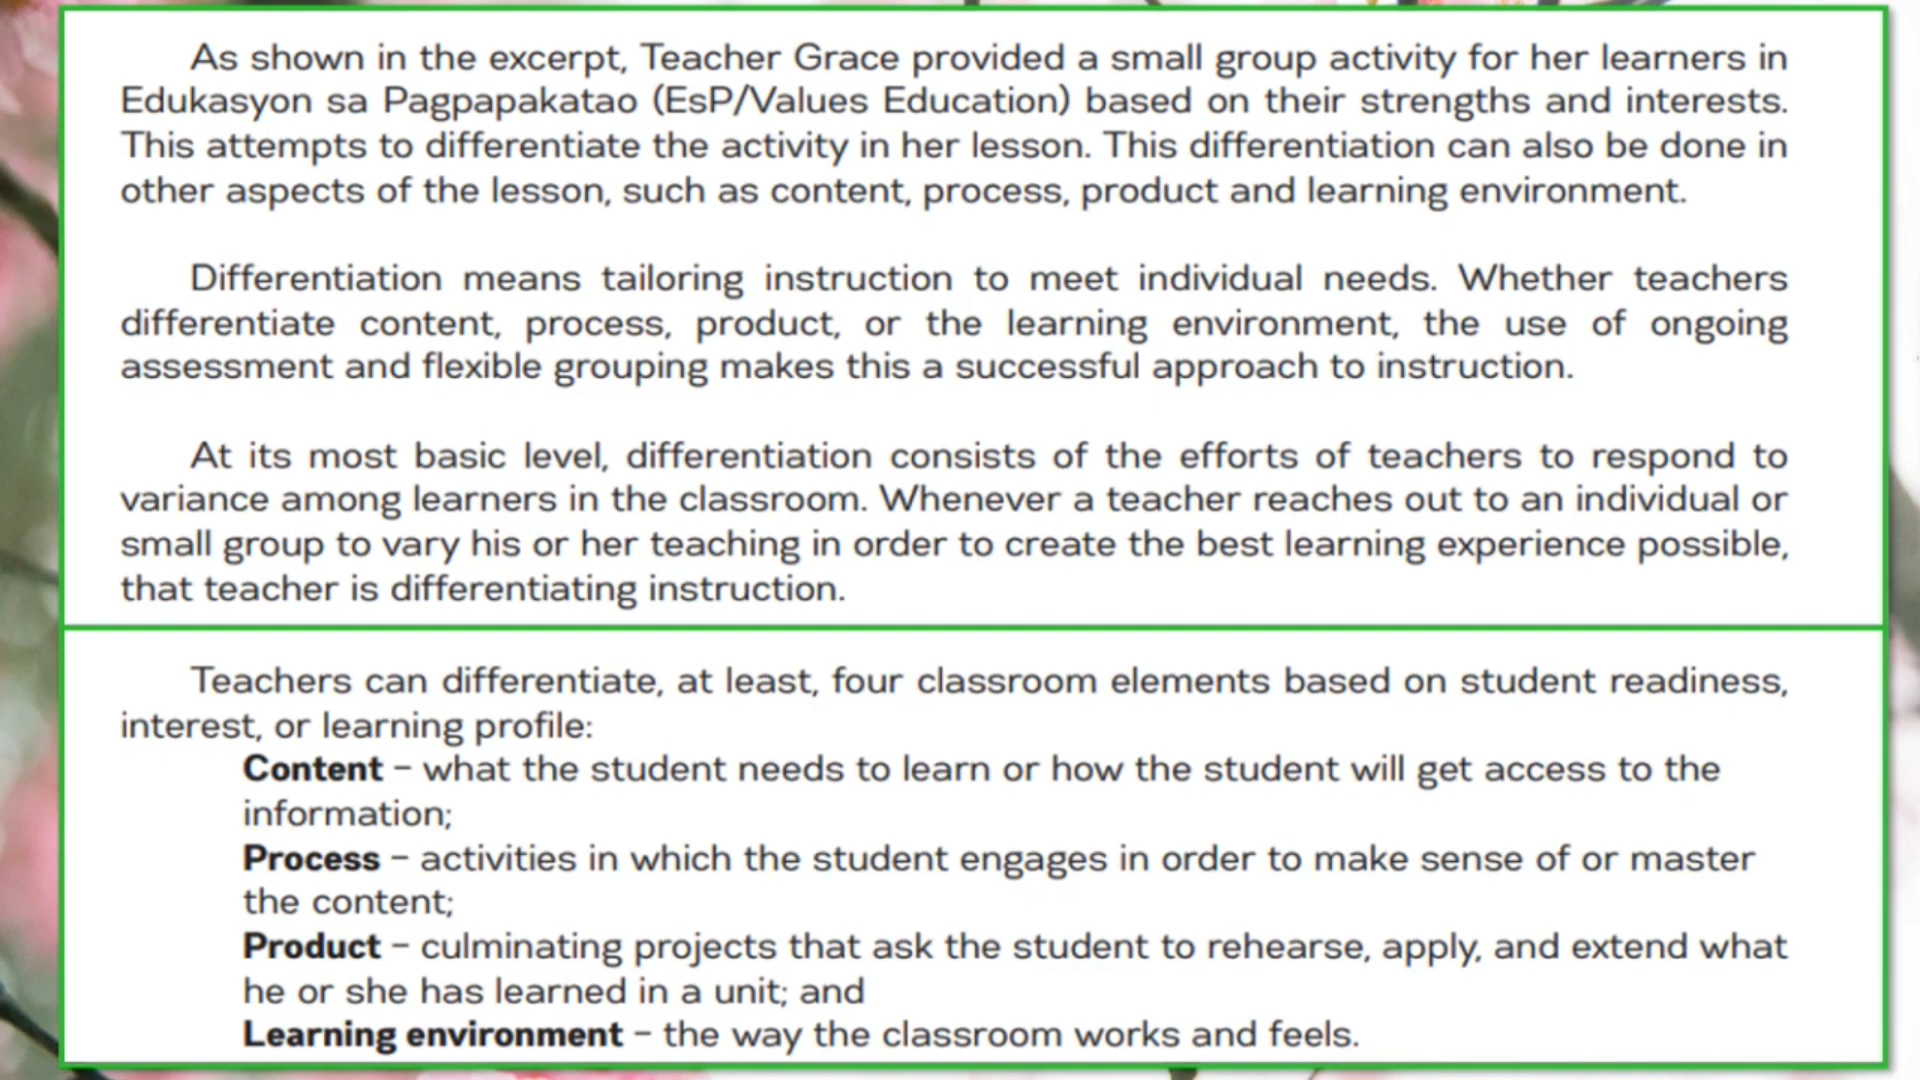 As shown in the excerpt, Teacher Grace provided a small group activity for her learners in
Edukasyon sa Pagpapakatao (EsP/Values Education) based on their strengths and interests.
This attempts to differentiate the activity in her lesson. This differentiation can also be done in
other aspects of the lesson, such as content, process, product and learning environment.
Differentiation means tailoring instruction to meet individual needs. Whether teachers
differentiate content, process, product, or the learning environment, the use of ongoing
assessment and flexible grouping makes this a successful approach to instruction.
At its most basic level, differentiation consists of the efforts of teachers to respond to
variance among learners in the classroom. Whenever a teacher reaches out to an individual or
small group to vary his or her teaching in order to create the best learning experience possible,
that teacher is differentiating instruction.
Teachers can differentiate, at least, four classroom elements based on student readiness,
interest, or learning profile:
Content – what the student needs to learn or how the student will get access to the
information;
Process – activities in which the student engages in order to make sense of or master
the content;
Product – culminating projects that ask the student to rehearse, apply, and extend what
he or she has learned in a unit; and
Learning environment – the way the classroom works and feels.